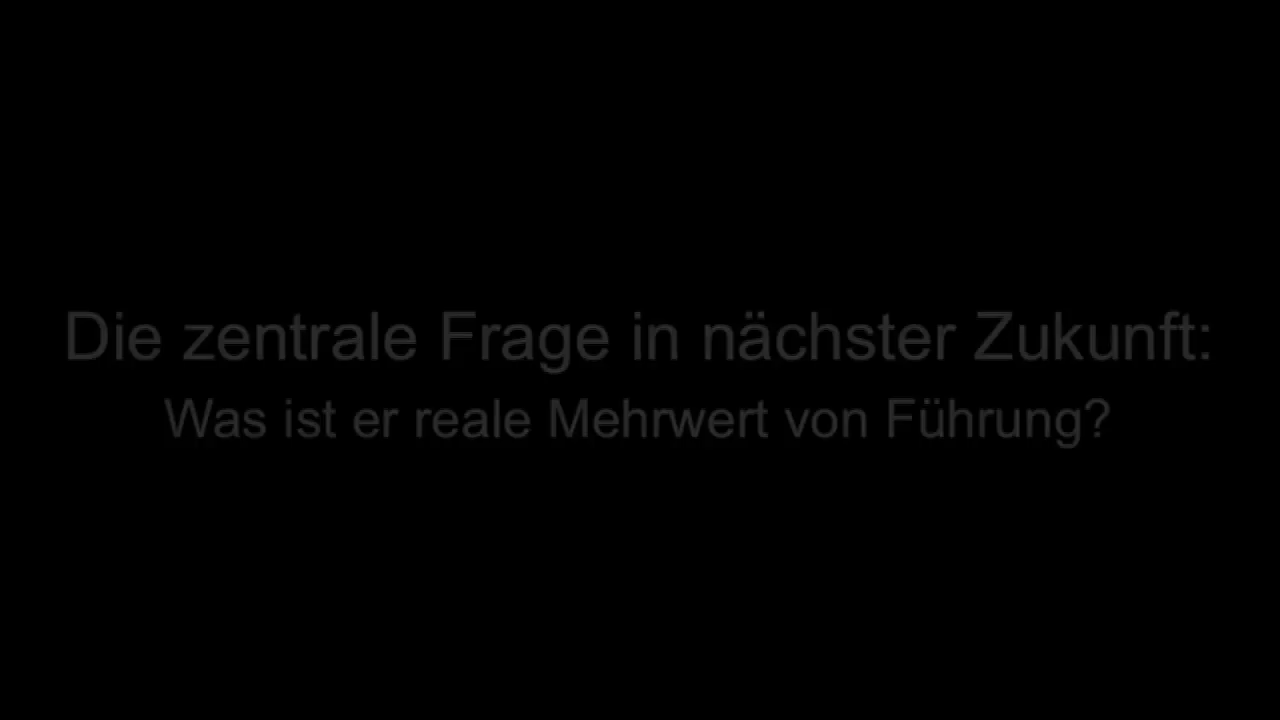 Die zentrale Frage in nächster Zukunft:
Was ist er reale Mehrwert von Führung?